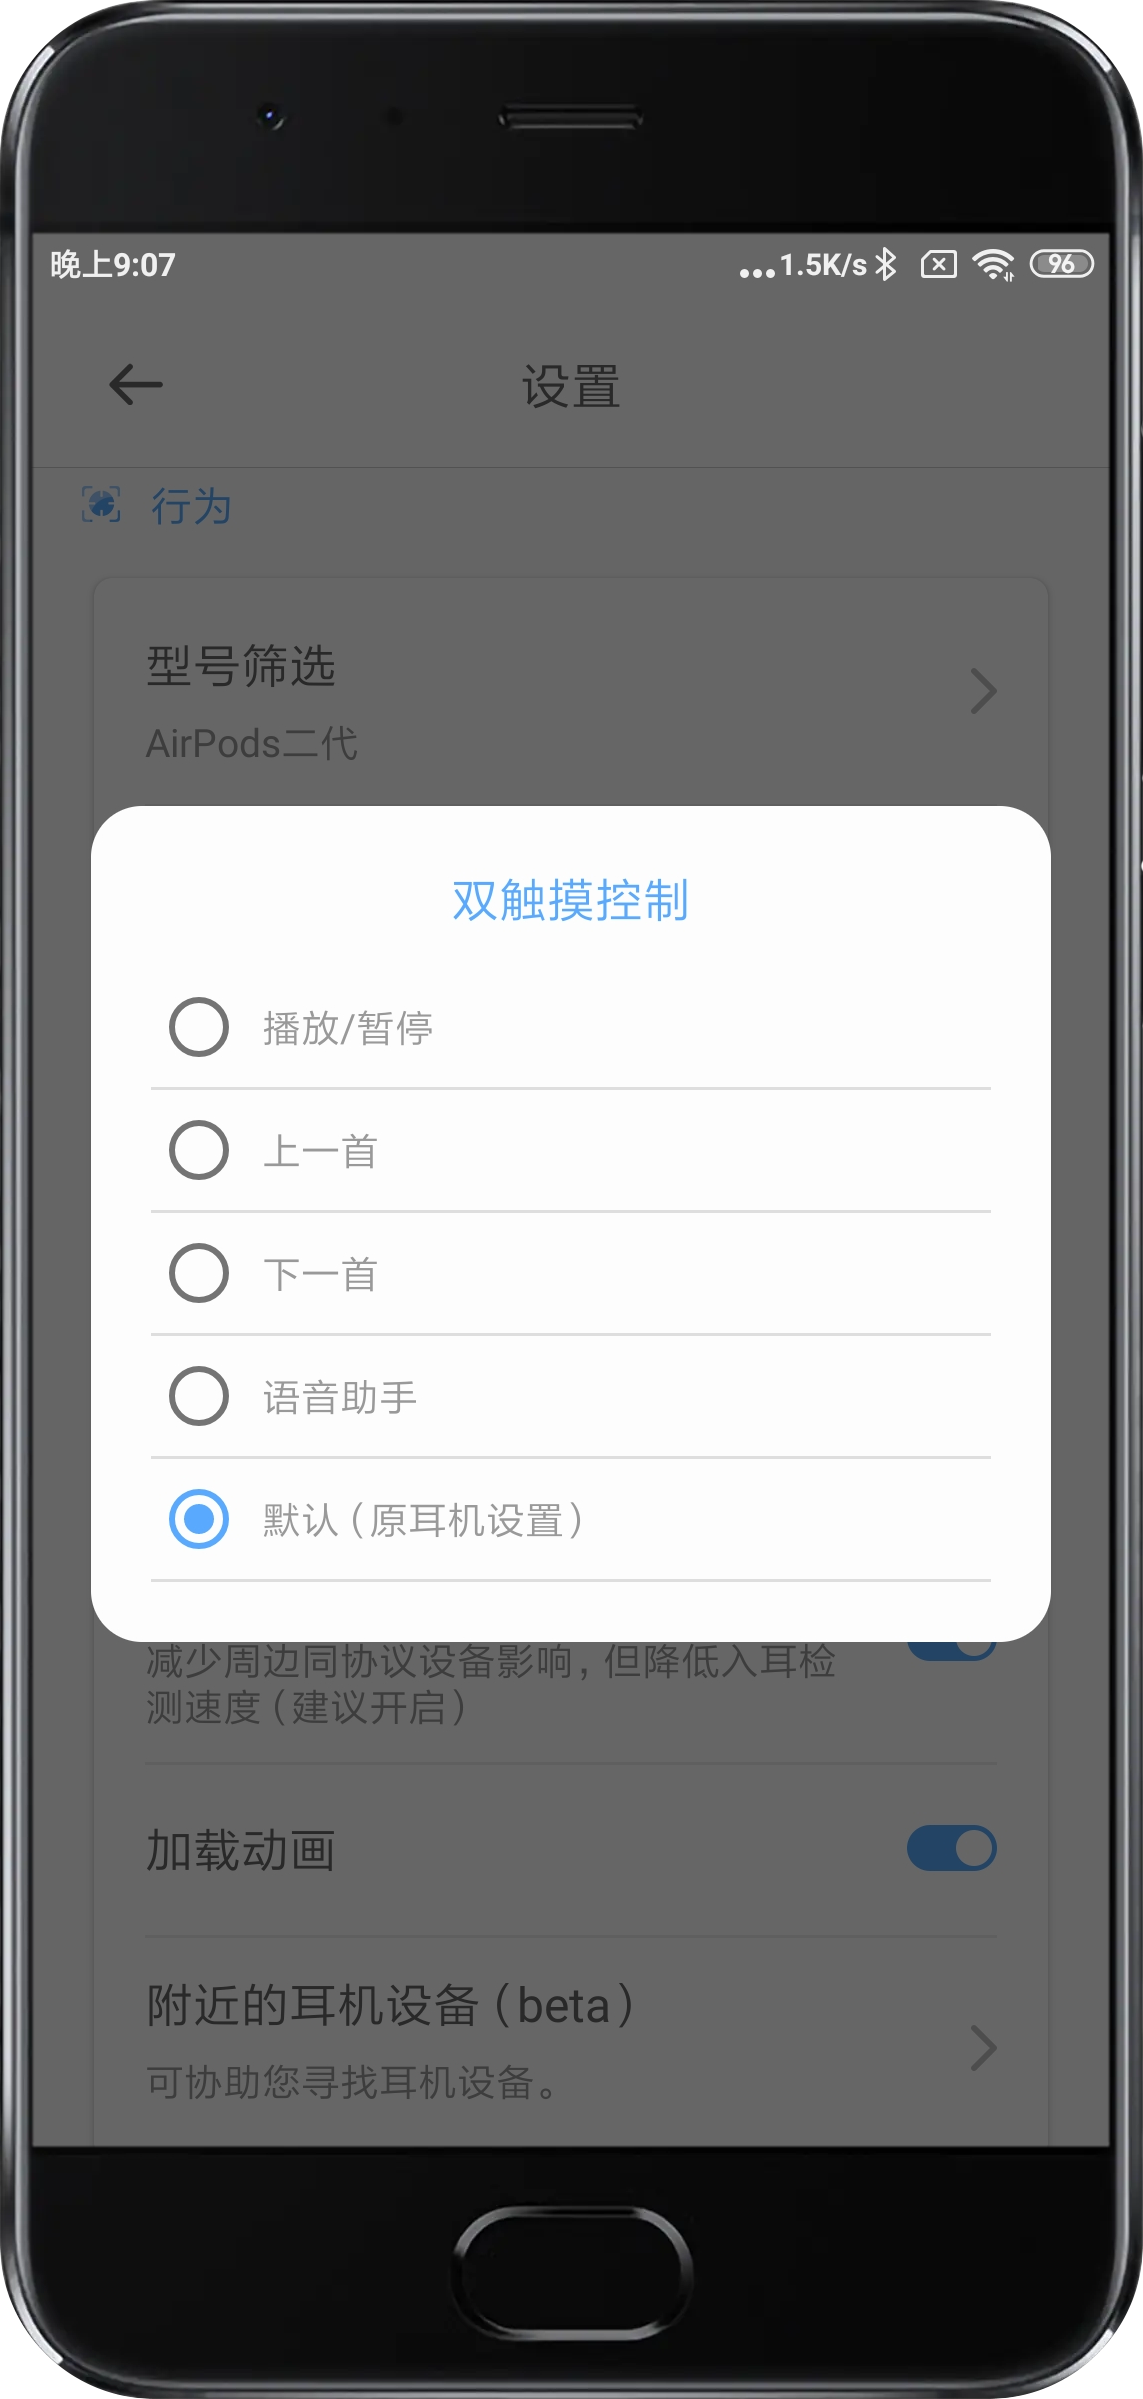 晚上9:07
...1.5K/s
96
设置
行为
型号筛选
AirPods二代
双触摸控制
播放/暂停
上一首
下一首
语音助手
默认（原耳机设置）
减少周边同协议设备影响，但降低入耳检
测速度（建议开启）
加载动画
附近的耳机设备（beta）
可协助您寻找耳机设备。